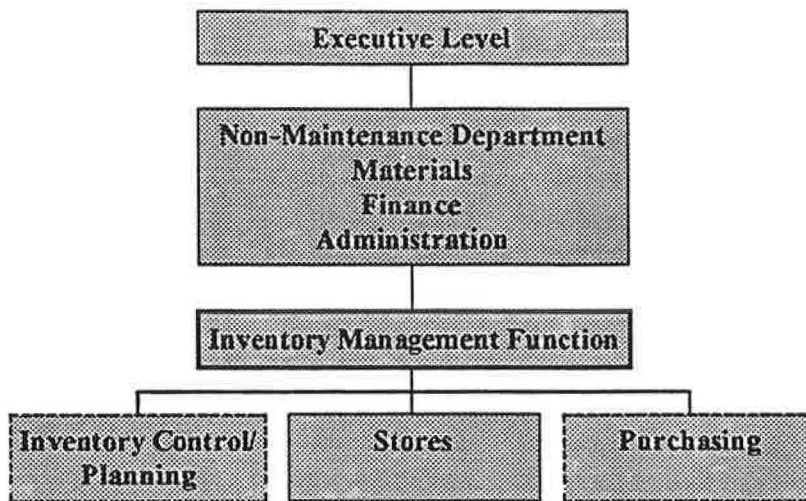 Executive Level
Non-Maintenance Department
Materials
Finance
Administration
Inventory Management Function
Inventory Control/
Planning
Stores
Purchasing